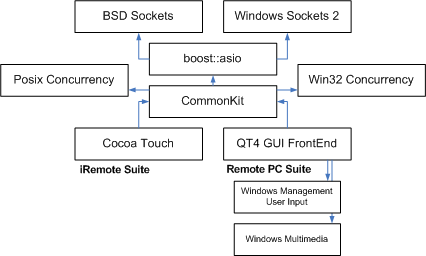 BSD Sockets
Windows Sockets 2
boost::asio
Posix Concurrency
Win32 Concurrency
CommonKit
Cocoa Touch
QT4 GUI FrontEnd
iRemote Suite
Remote PC Suite
Windows Management
User Input
Windows Multimedia